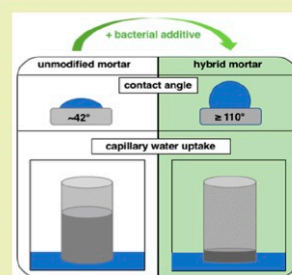 + bacterial additive
unmodified mortar
hybrid mortar
contact angle
~42°
≥ 110°
capillary water uptake